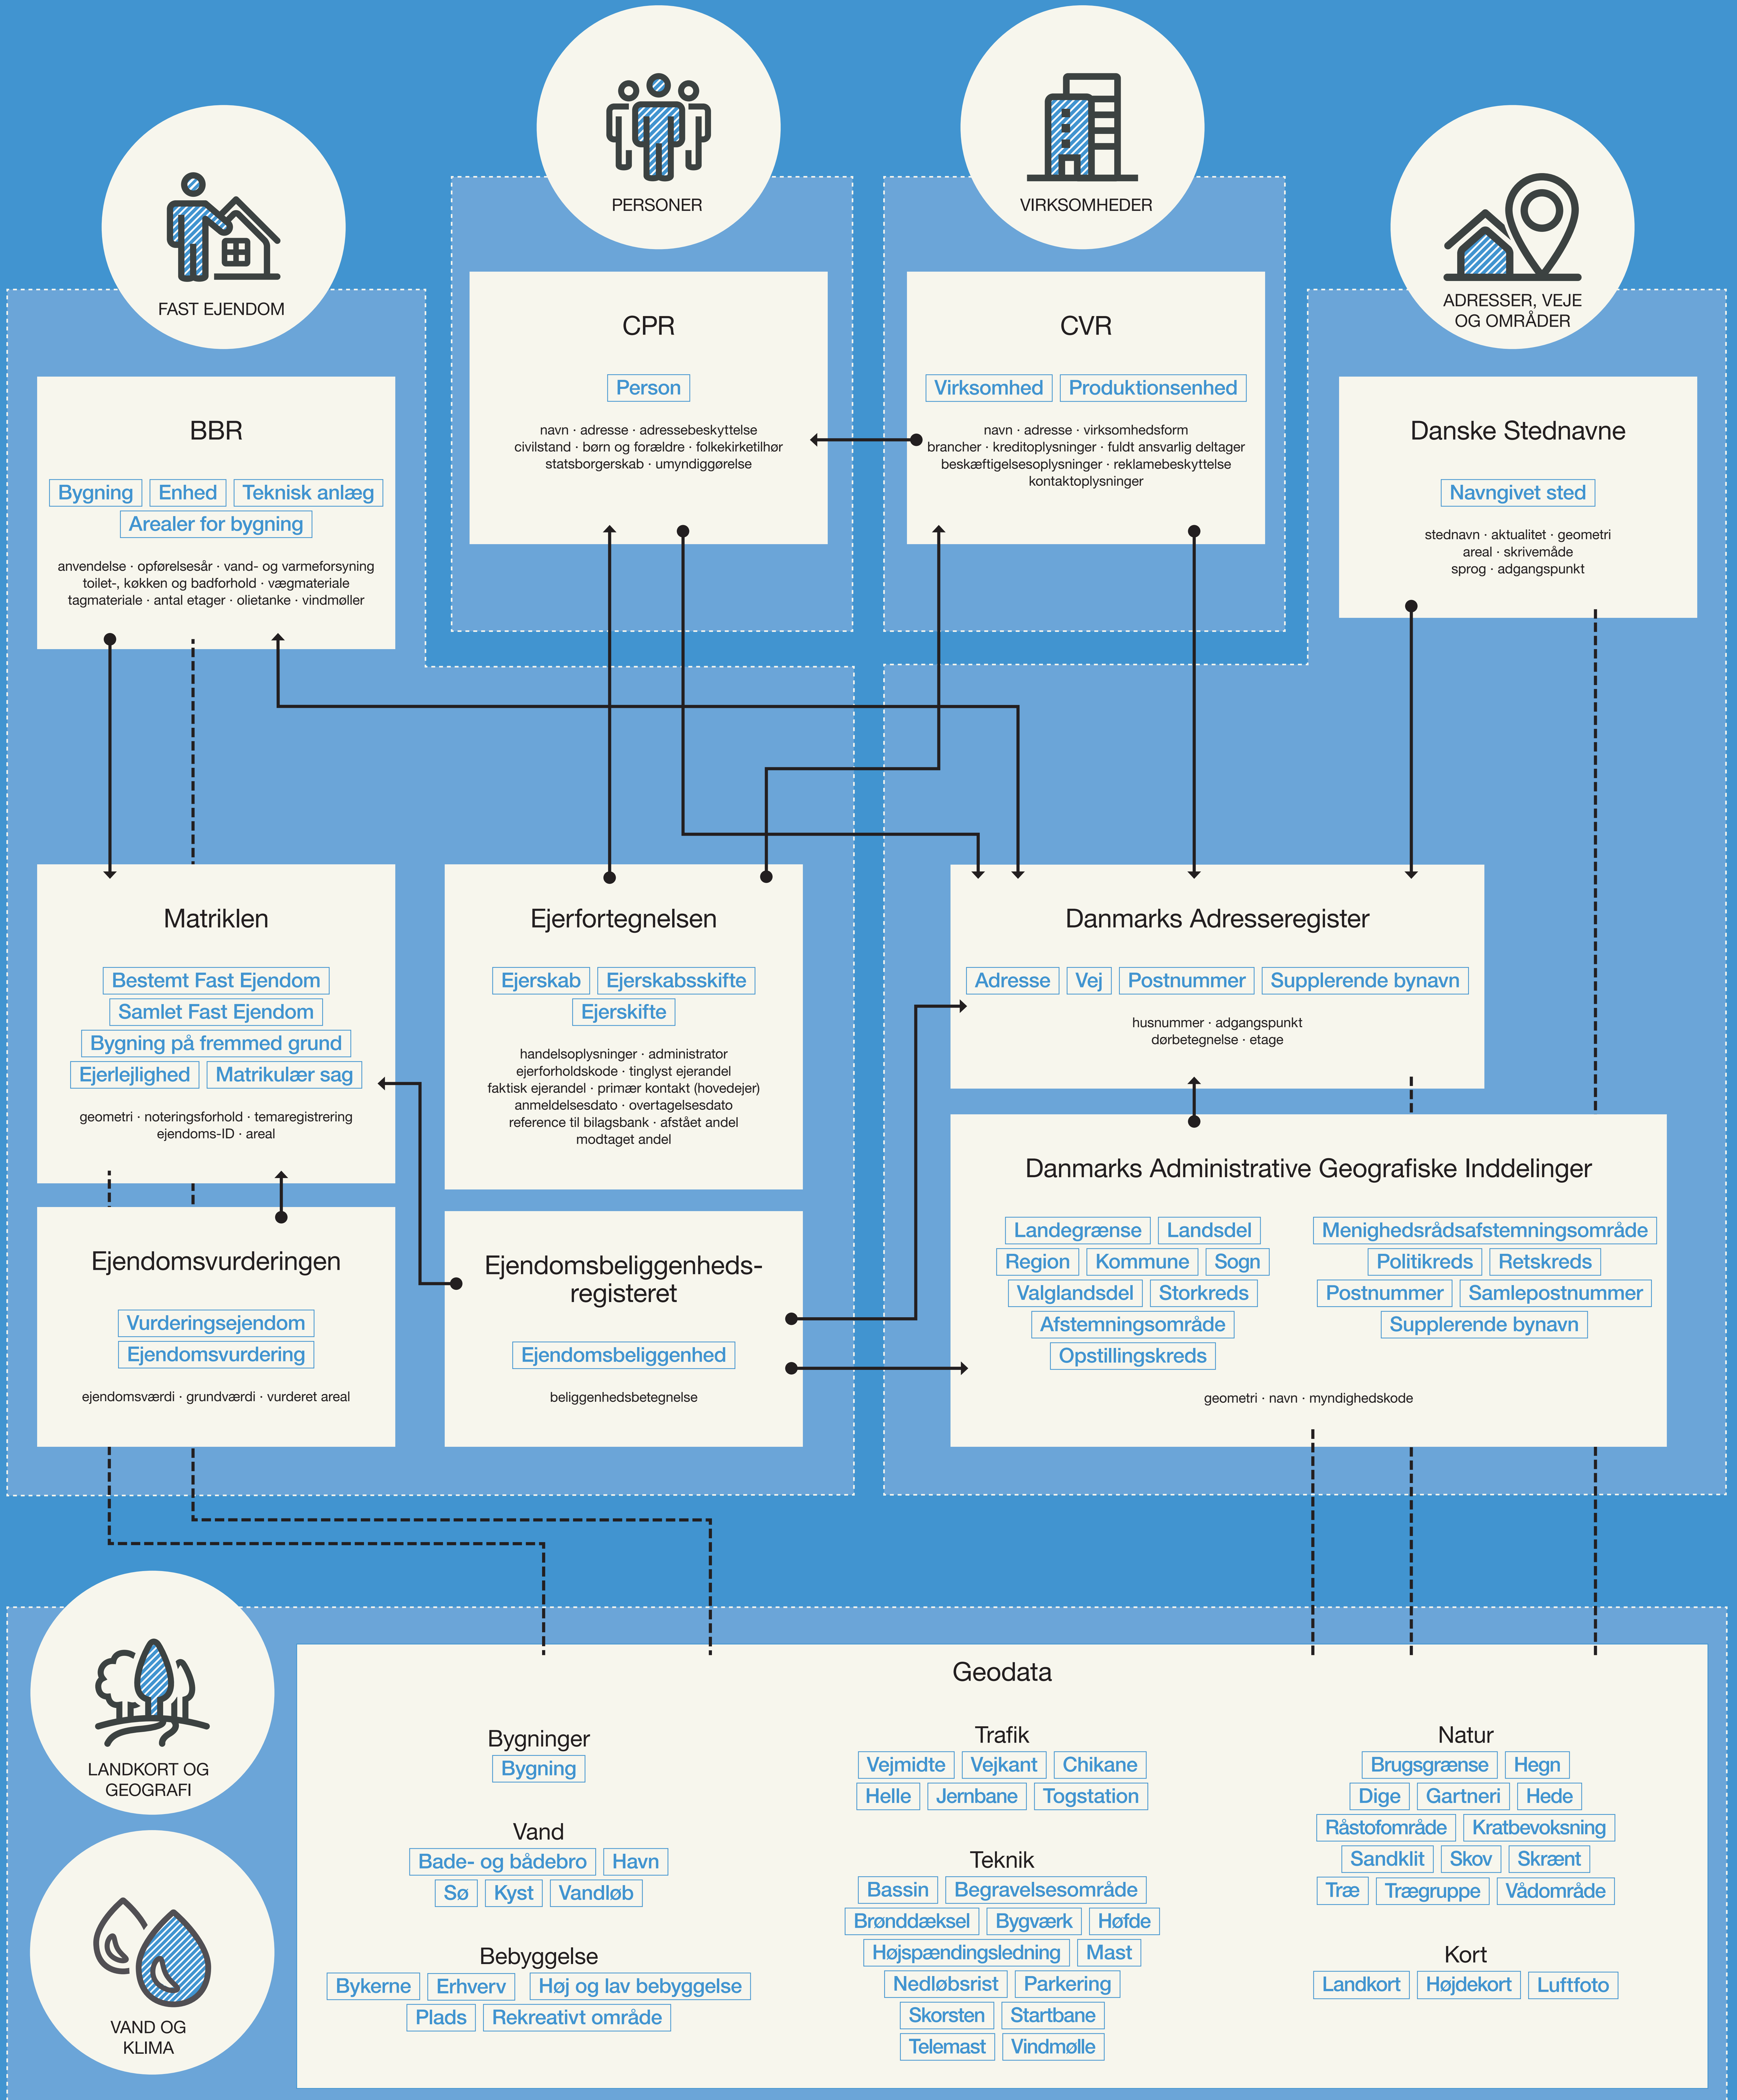 PERSONER
VIRKSOMHEDER
FAST EJENDOM
ADRESSER, VEJE
OG OMRÅDER
CPR
Person
navn · adresse · adressebeskyttelse
civilstand · børn og forældre · folkekirketilhør
statsborgerskab · umyndiggørelse
CVR
Virksomhed Produktionsenhed
navn · adresse · virksomhedsform
brancher · kreditoplysninger · fuldt ansvarlig deltager
beskæftigelsesoplysninger · reklamebeskyttelse
kontaktoplysninger
BBR
Bygning Enhed Teknisk anlæg
Arealer for bygning
anvendelse · opførelsesår · vand- og varmeforsyning
toilet-, køkken og badforhold · vægmateriale
tagmateriale · antal etager · olietanke · vindmøller
Danske Stednavne
Navngivet sted
stednavn · aktualitet · geometri
areal · skrivemåde
sprog · adgangspunkt
Matriklen
Bestemt Fast Ejendom
Samlet Fast Ejendom
Bygning på fremmed grund
Ejerlejlighed Matrikulær sag
geometri · noteringsforhold · temaregistrering
ejendoms-ID · areal
Ejerfortegnelsen
Ejerskab Ejerskabsskifte
Ejerskifte
handelsoplysninger · administrator
ejerforholdskode · tinglyst ejerandel
faktisk ejerandel · primær kontakt (hovedejer)
anmeldelsesdato · overtagelsesdato
reference til bilagsbank · afstået andel
modtaget andel
Danmarks Adresseregister
Adresse Vej Postnummer Supplerende bynavn
husnummer · adgangspunkt
dørbetegnelse · etage
Ejendomsvurderingen
Vurderingsejendom
Ejendomsvurdering
ejendomsværdi · grundværdi · vurderet areal
Ejendomsbeliggenheds-
registeret
Ejendomsbeliggenhed
beliggenhedsbetegnelse
Danmarks Administrative Geografiske Inddelinger
Landegrænse Landsdel
Region Kommune Sogn
Valglandsdel Storkreds
Afstemningsområde
Opstillingskreds
Menighedsrådsafstemningsområde
Politikreds Retskreds
Postnummer Samlepostnummer
Supplerende bynavn
geometri · navn · myndighedskode
LANDKORT OG
GEOGRAFI
VAND OG
KLIMA
Geodata
Bygninger
Bygning
Vand
Bade- og bådebro Havn
Sø Kyst Vandløb
Bebyggelse
Bykerne Erhverv Høj og lav bebyggelse
Plads Rekreativt område
Trafik
Vejmidte Vejkant Chikane
Helle Jernbane Togstation
Teknik
Bassin Begravelsesområde
Brønddæksel Bygværk Høfde
Højspændingsledning Mast
Nedløbsrist Parkering
Skorsten Startbane
Telemast Vindmølle
Natur
Brugsgrænse Hegn
Dige Gartneri Hede
Råstofområde Kratbevoksning
Sandklit Skov Skrænt
Træ Trægruppe Vådområde
Kort
Landkort Højdekort Luftfoto